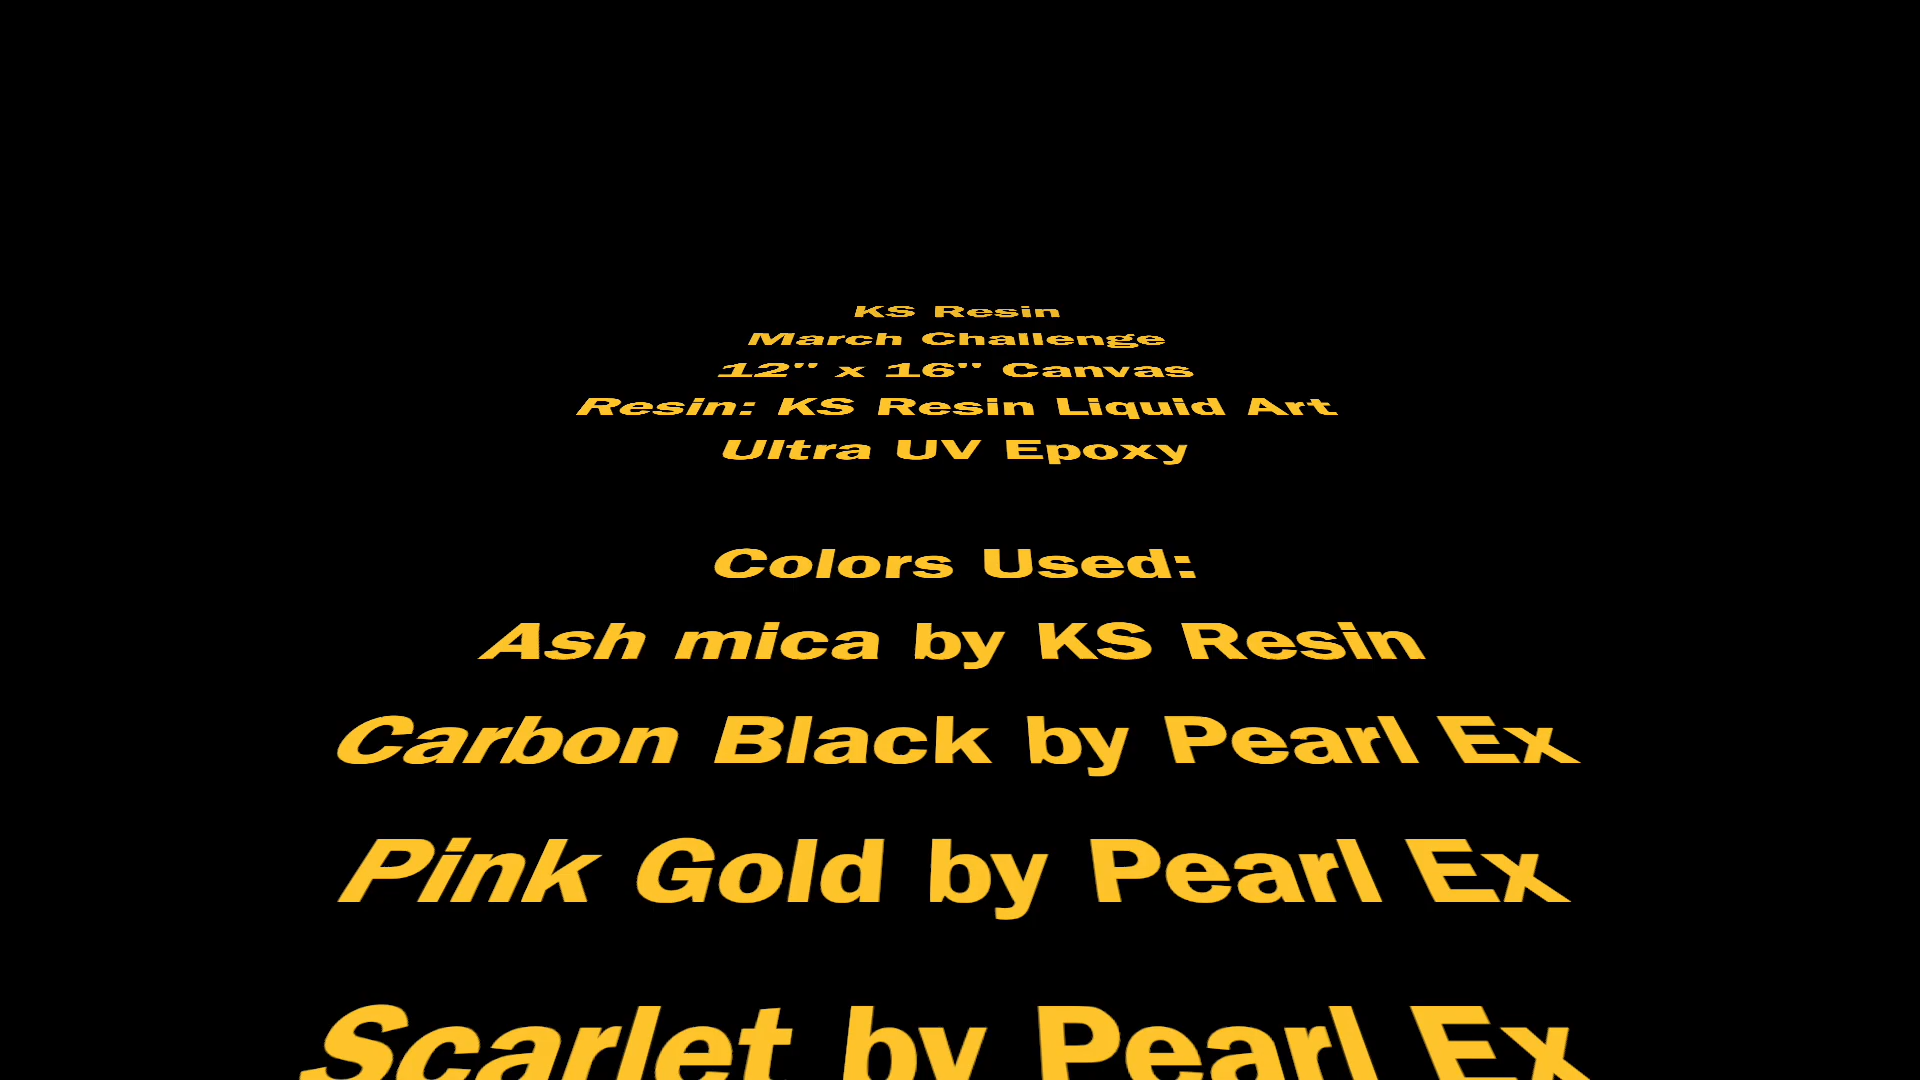 KS Resin
March Challenge
12" x 16" Canvas
Resin: KS Resin Liquid Art
Ultra UV Epoxy
Colors Used:
Ash mica by KS Resin
Carbon Black by Pearl Ex
Pink Gold by Pearl Ex
Scarlet by Pearl Ex